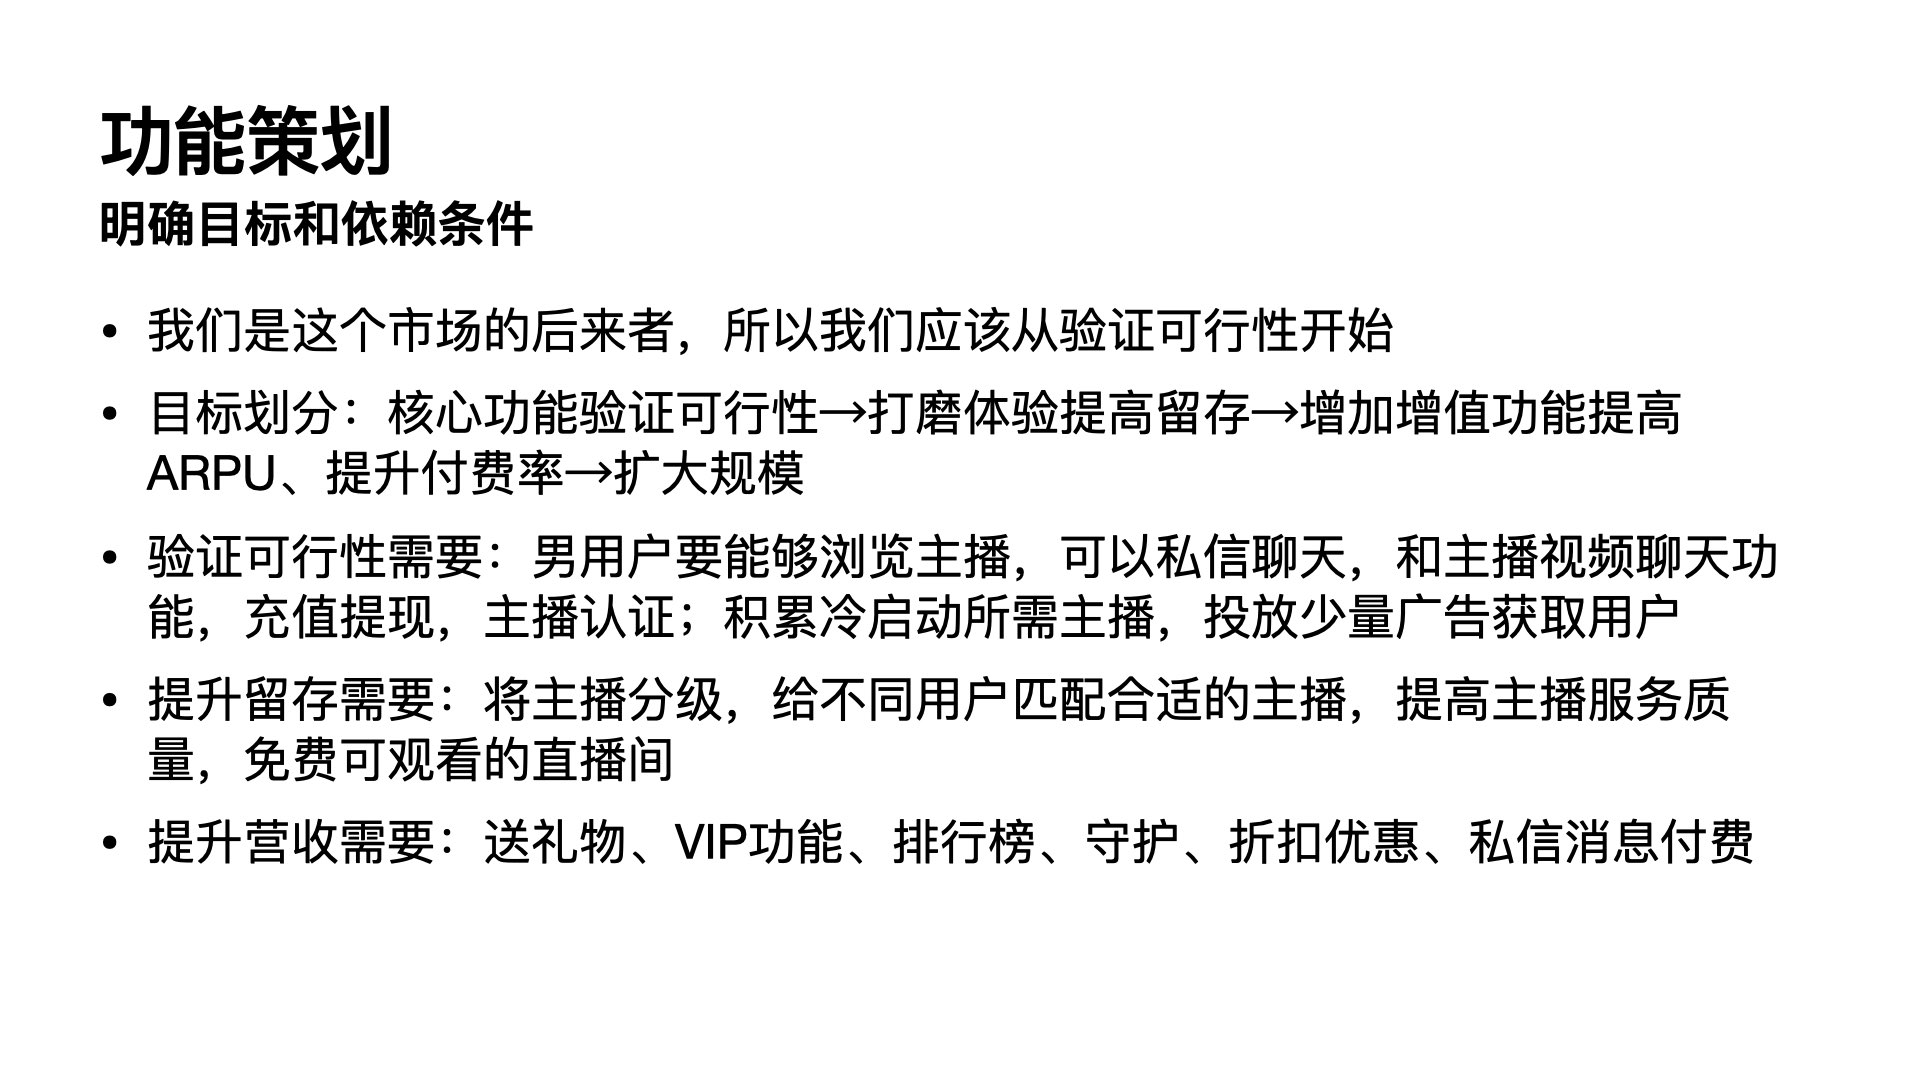 功能策划
明确目标和依赖条件
• 我们是这个市场的后来者，所以我们应该从验证可行性开始
• 目标划分：核心功能验证可行性→打磨体验提高留存→增加增值功能提高
ARPU、提升付费率→扩大规模
• 验证可行性需要：男用户要能够浏览主播，可以私信聊天，和主播视频聊天功
能，充值提现，主播认证；积累冷启动所需主播，投放少量广告获取用户
• 提升留存需要：将主播分级，给不同用户匹配合适的主播，提高主播服务质
量，免费可观看的直播间
• 提升营收需要：送礼物、VIP功能、排行榜、守护、折扣优惠、私信消息付费